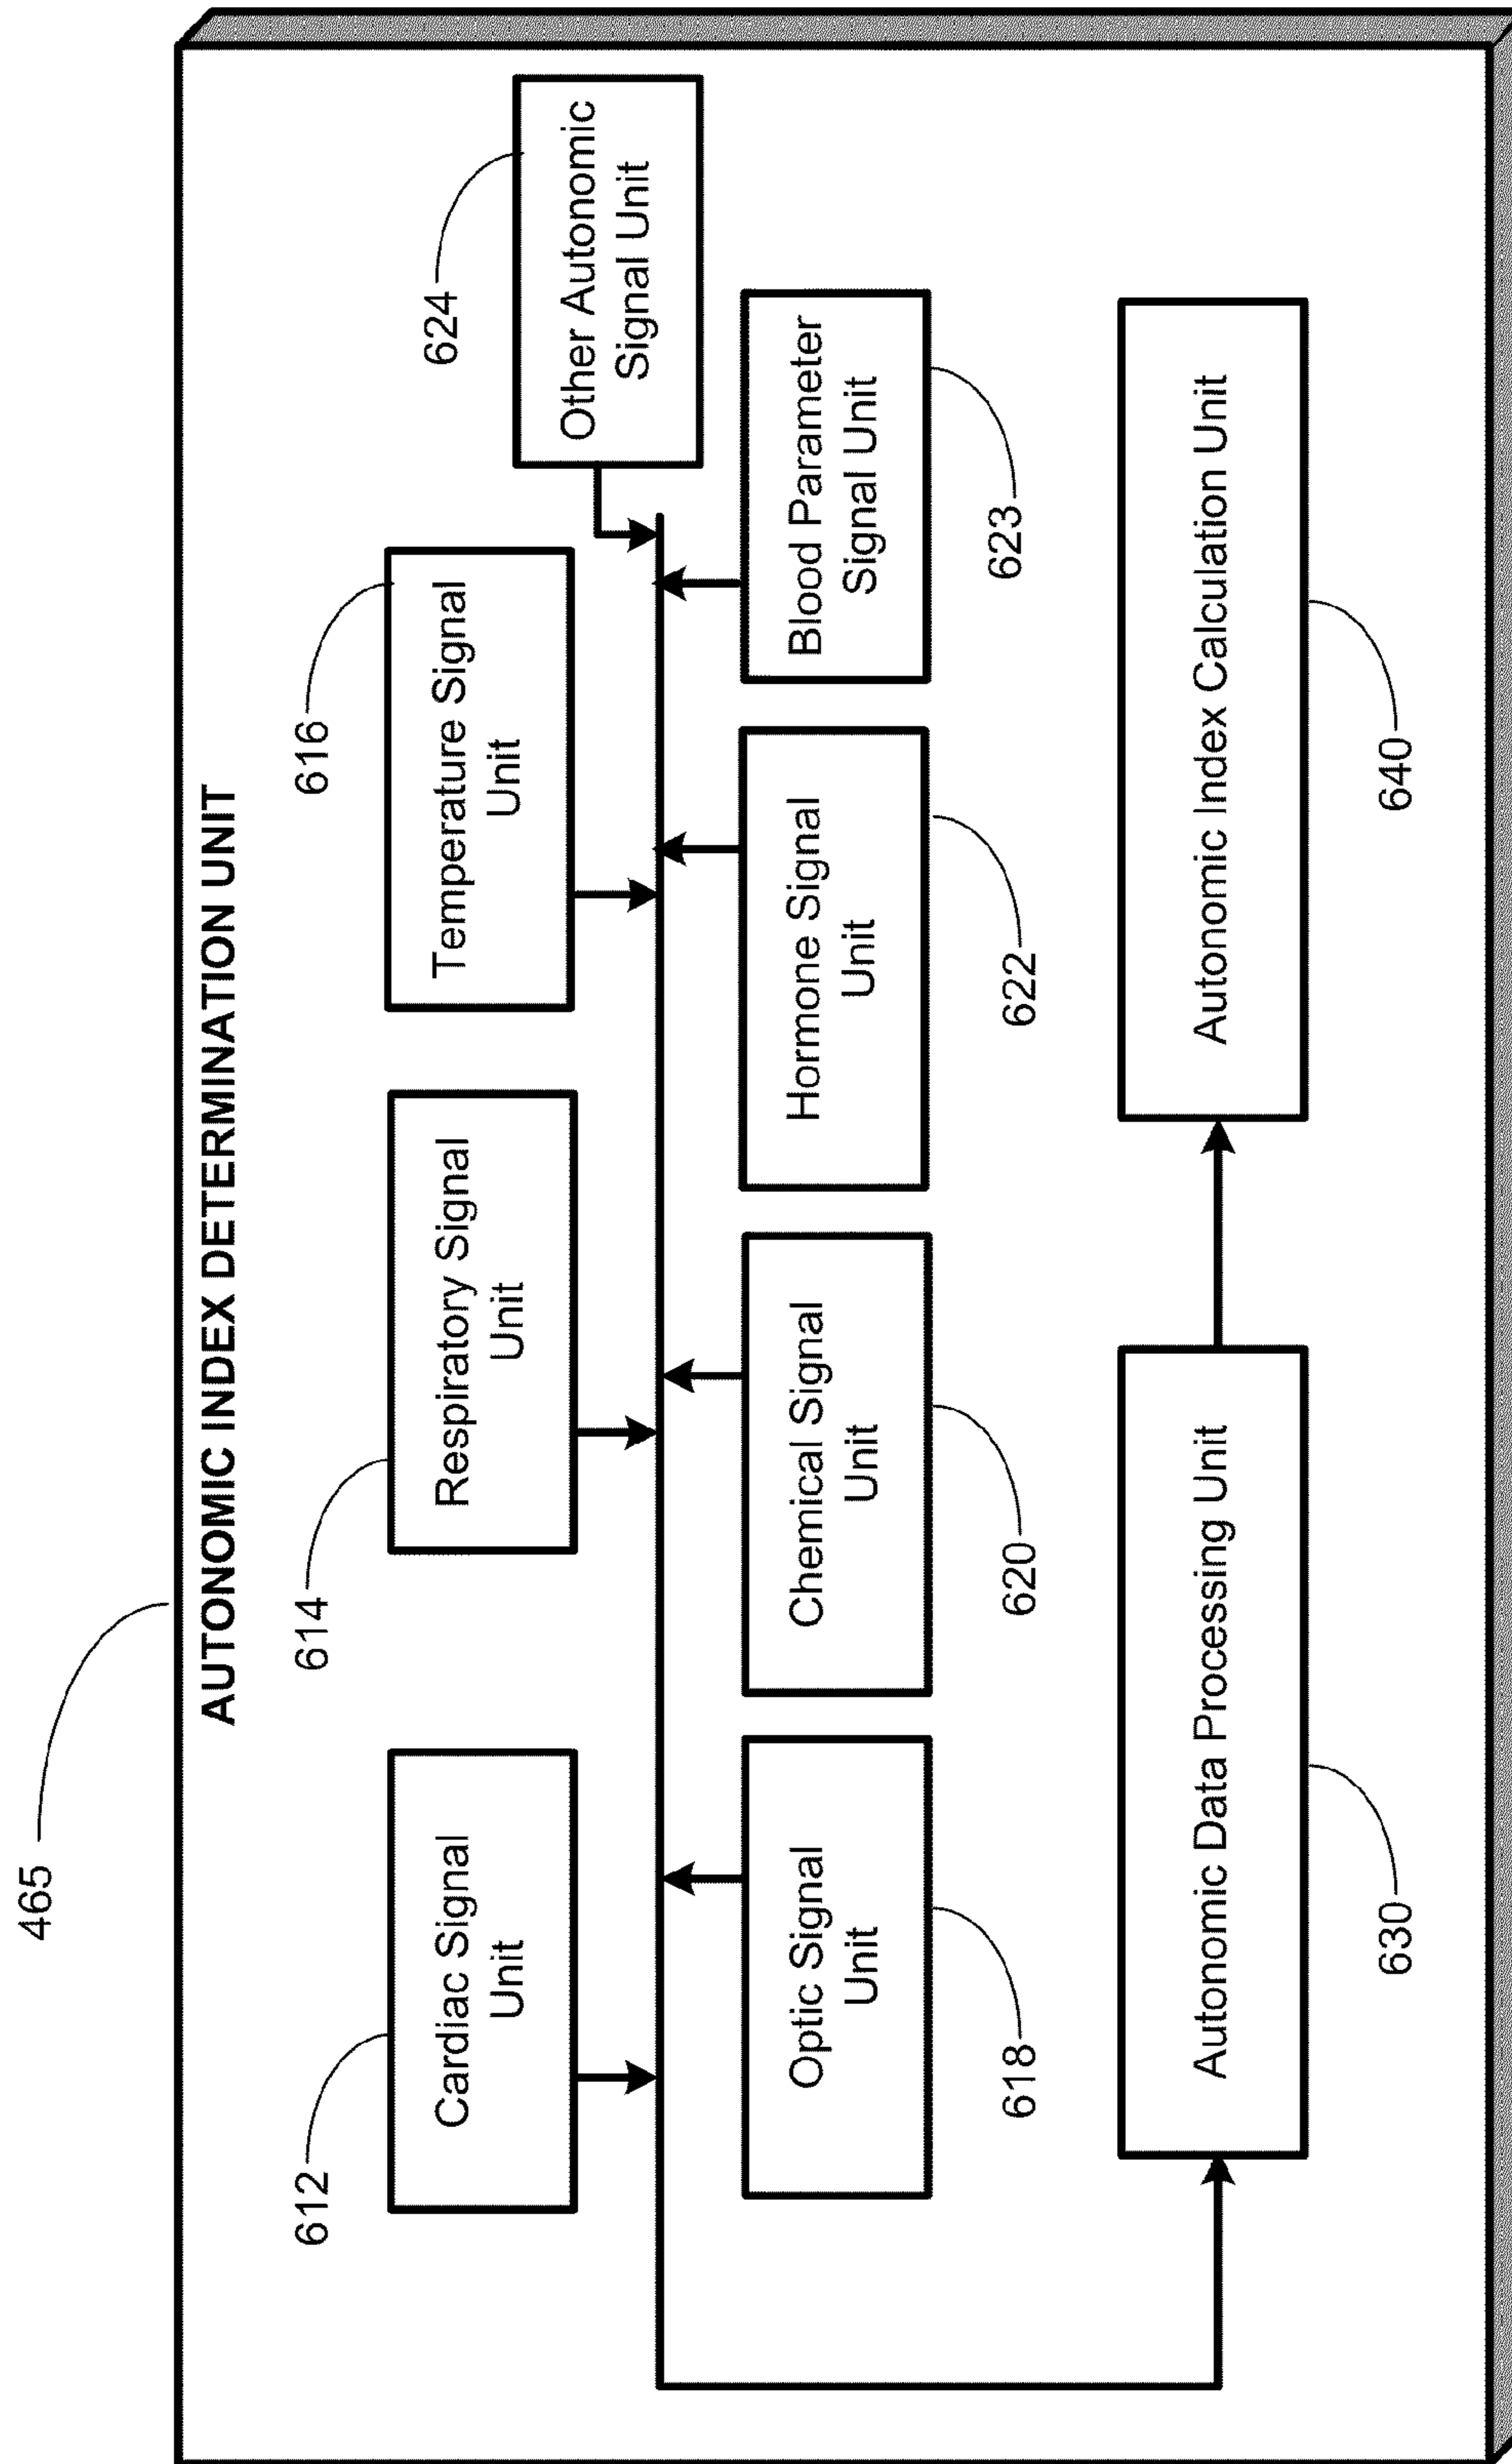 465
AUTONOMIC INDEX DETERMINATION UNIT
612
614
616
624
Cardiac Signal
Unit
Respiratory Signal
Unit
Temperature Signal
Unit
Other Autonomic
Signal Unit
Optic Signal
Unit
Chemical Signal
Unit
Hormone Signal
Unit
Blood Parameter
Signal Unit
618
620
622
623
Autonomic Data Processing Unit
Autonomic Index Calculation Unit
630
640